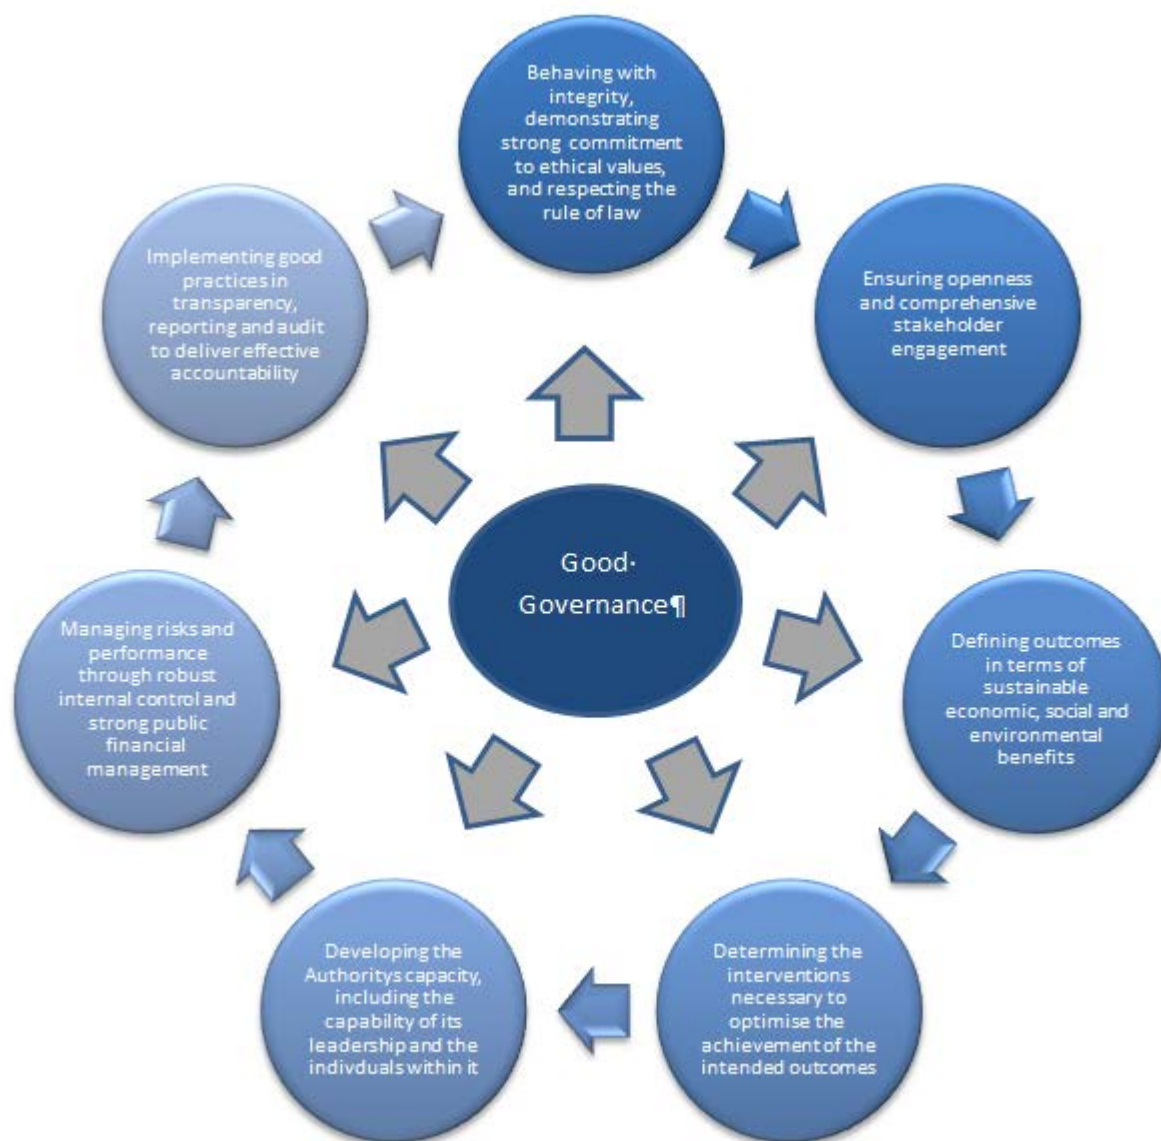 Behaving with
integrity,
demonstrating
strong commitment
to ethical values,
and respecting the
rule of law
Ensuring openness
and comprehensive
stakeholder
engagement
Defining outcomes
in terms of
sustainable
economic, social and
environmental
benefits
Determining the
interventions
necessary to
optimise the
achievement of the
intended outcomes
Developing the
Authoritys capacity,
including the
capability of its
leadership and the
indivduals within it
Managing risks and
performance
through robust
internal control and
strong public
financial
management
Implementing good
practices in
transparency,
reporting and audit
to deliver effective
accountability
Good·
Governance¶